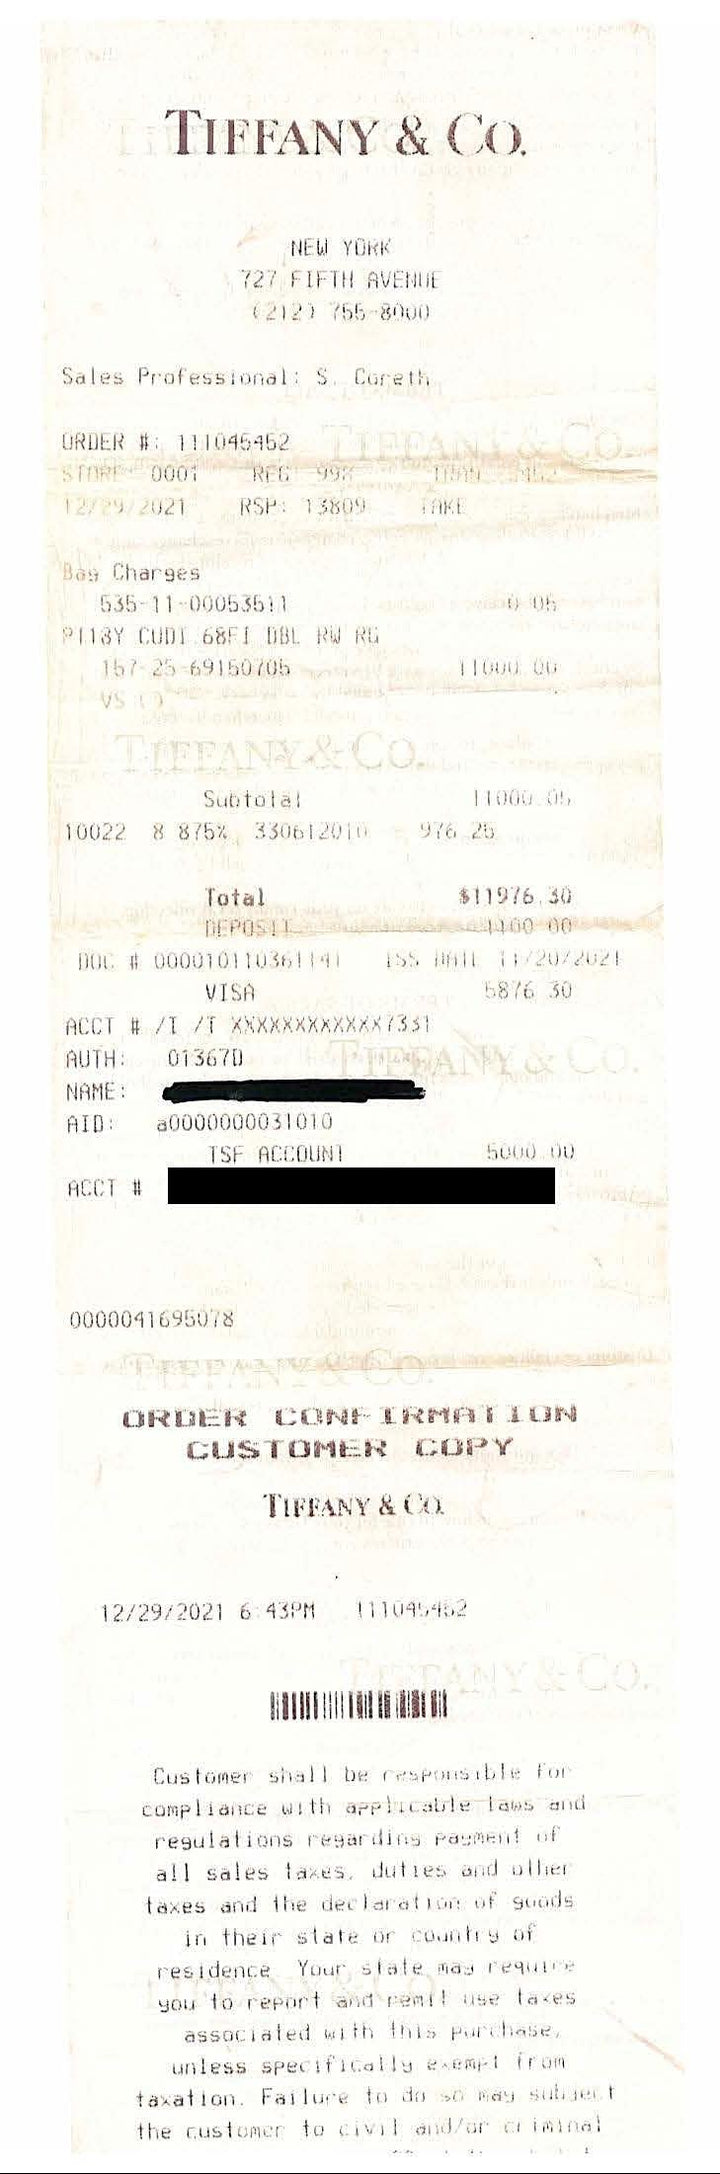 TIFFANY & CO.
NEW YORK
727 FIFTH AVENUE
(212) 755-8000
Sales Professional: S. Coreth
ORDER #: 111045452
STORE: 0001 REG: 998 TRAN
12/29/2021 RSP: 13809 TAKE
Bag Charges
535-11-00053511 0.05
CUDI 68FI DBL RW RG
157-25-69150705 11000.00
VS
Subtotal 11000.05
10022 8.875% 330612010 976.25
Total $11976.30
DEPOSIT 1100.00
DOC # 0000101103611141 ISS DATE 11/20/2021
VISA 5876.30
ACCT # /T /T XXXXXXXXXXXX7331
AUTH: 01367D
NAME:
AID: a0000000031010
TSF ACCOUNT 5000.00
ACCT #
0000041695078
ORDER CONFIRMATION
CUSTOMER COPY
TIFFANY & CO.
12/29/2021 6:43PM 111045452
Customer shall be responsible for
compliance with applicable laws and
regulations regarding payment of
all sales taxes, duties and other
taxes and the declaration of goods
in their state or country of
residence. Your state may require
you to report and remit use taxes
associated with this purchase,
unless specifically exempt from
taxation. Failure to do so may subject
the customer to civil and/or criminal